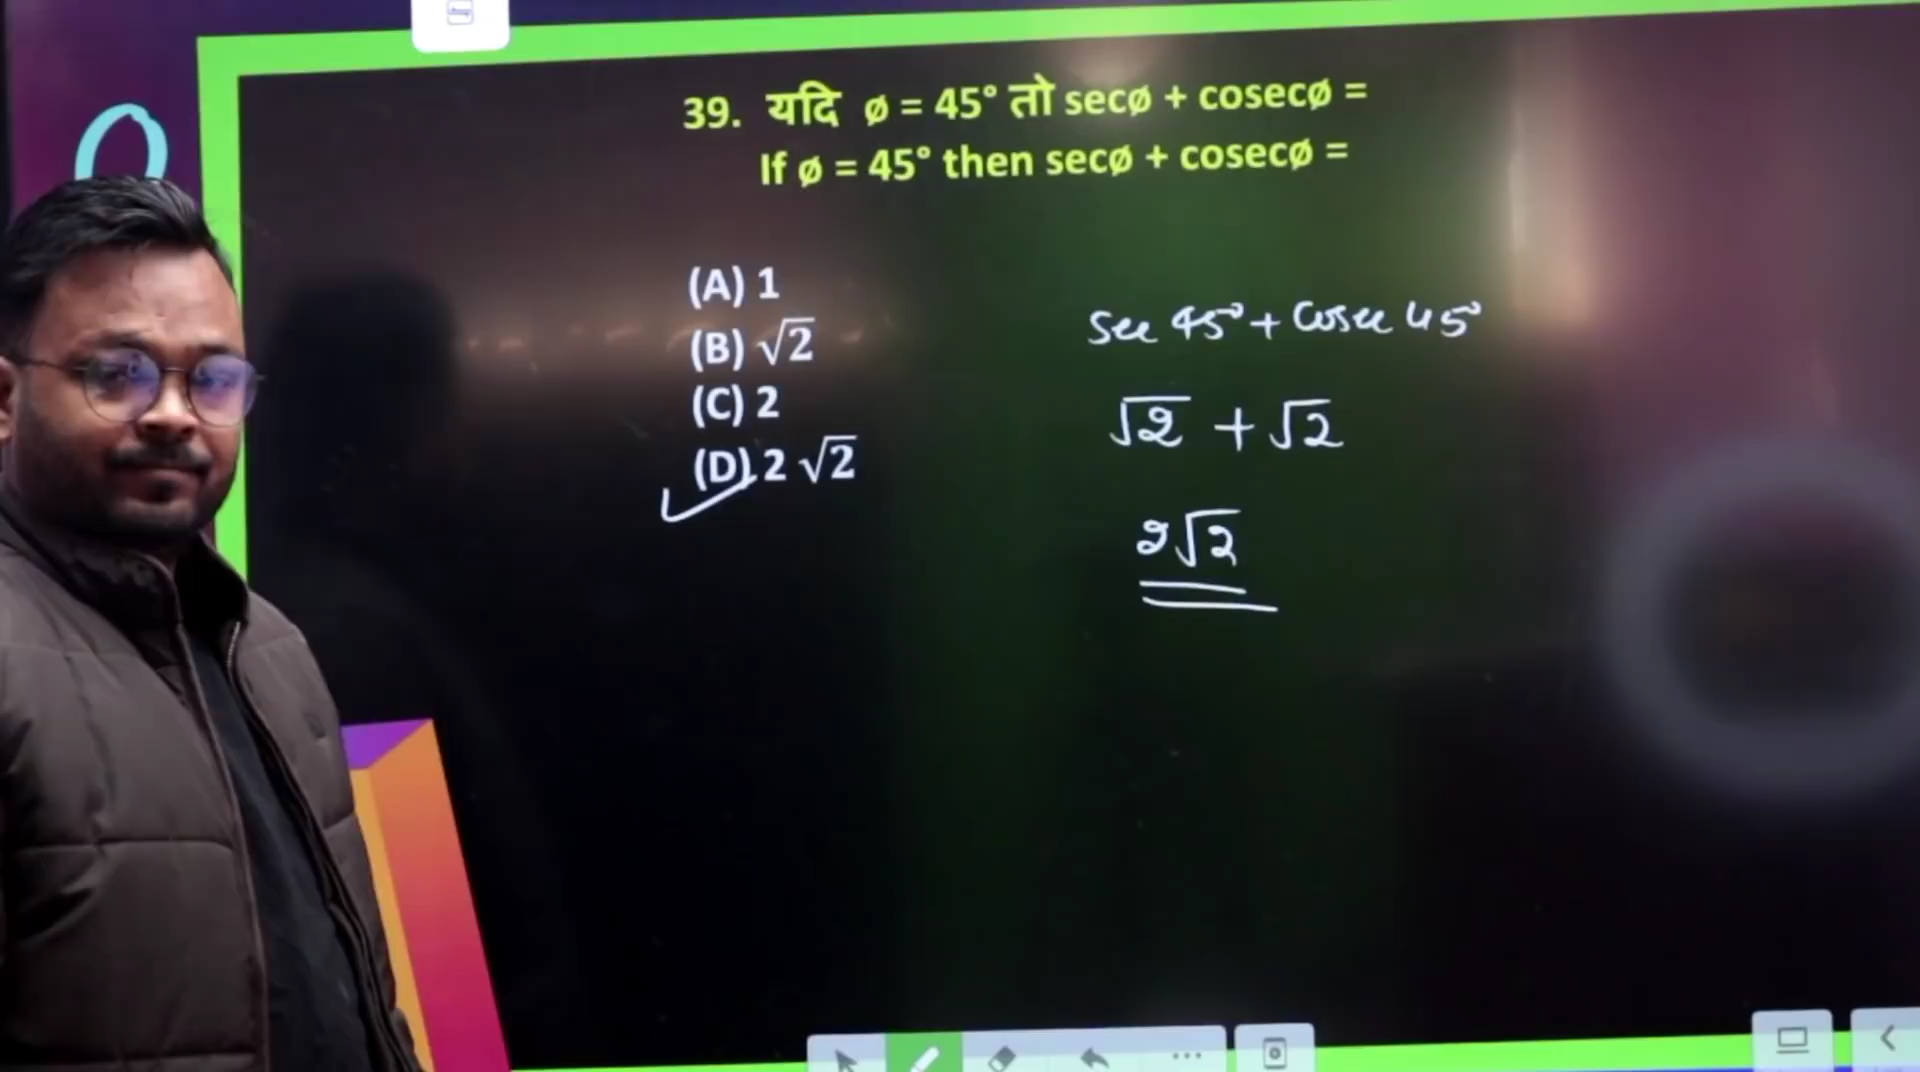 39. यदि ø = 45° तो secø + cosecø =
If ø = 45° then secø + cosecø =
(A) 1
(B) √2
(C) 2
(D) 2 √2
Sec 45° + Cosec 45°
√2 + √2
2√2